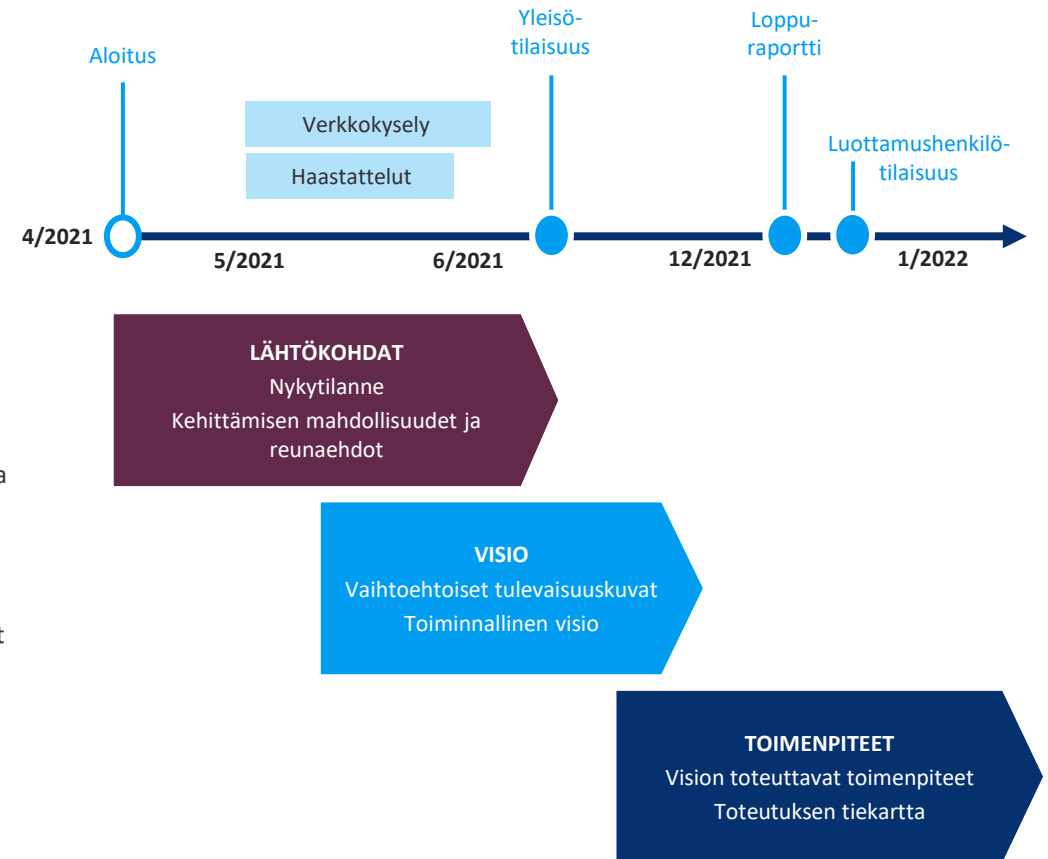 Aloitus
Yleisö-
tilaisuus
Loppu-
raportti
Verkkokysely
Haastattelut
Luottamushenkilö-
tilaisuus
4/2021
5/2021
6/2021
12/2021
1/2022
LÄHTÖKOHDAT
Nykytilanne
Kehittämisen mahdollisuudet ja
reunaehdot
VISIO
Vaihtoehtoiset tulevaisuuskuvat
Toiminnallinen visio
TOIMENPITEET
Vision toteuttavat toimenpiteet
Toteutuksen tiekartta